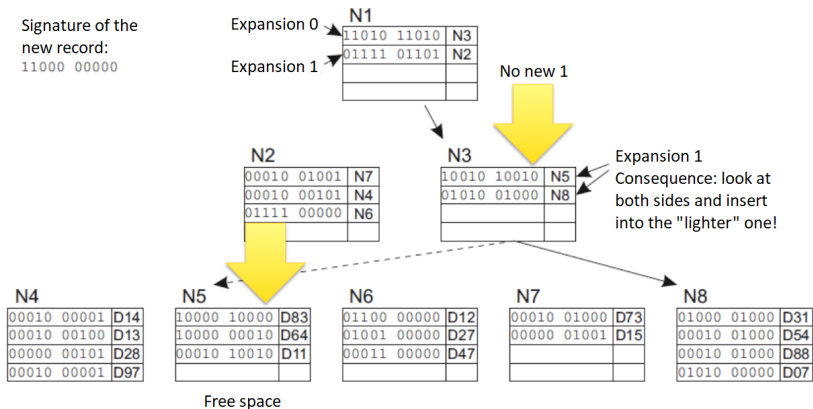 Signature of the
new record:
11000 00000
Expansion 0
Expansion 1
N1
11010 11010 N3
01111 01101 N2
No new 1
N2
00010 01001 N7
00010 00101 N4
01111 00000 N6
N3
10010 10010 N5
01010 01000 N8
Expansion 1
Consequence: look at
both sides and insert
into the "lighter" one!
N4
00010 00001 D14
00010 00100 D13
00000 00101 D28
00010 00001 D97
N5
10000 10000 D83
10000 00010 D64
00010 10010 D11
Free space
N6
01100 00000 D12
01001 00000 D27
00011 00000 D47
N7
00010 01000 D73
00000 01001 D15
N8
01000 01000 D31
00010 01000 D54
00010 01000 D88
01010 00000 D07